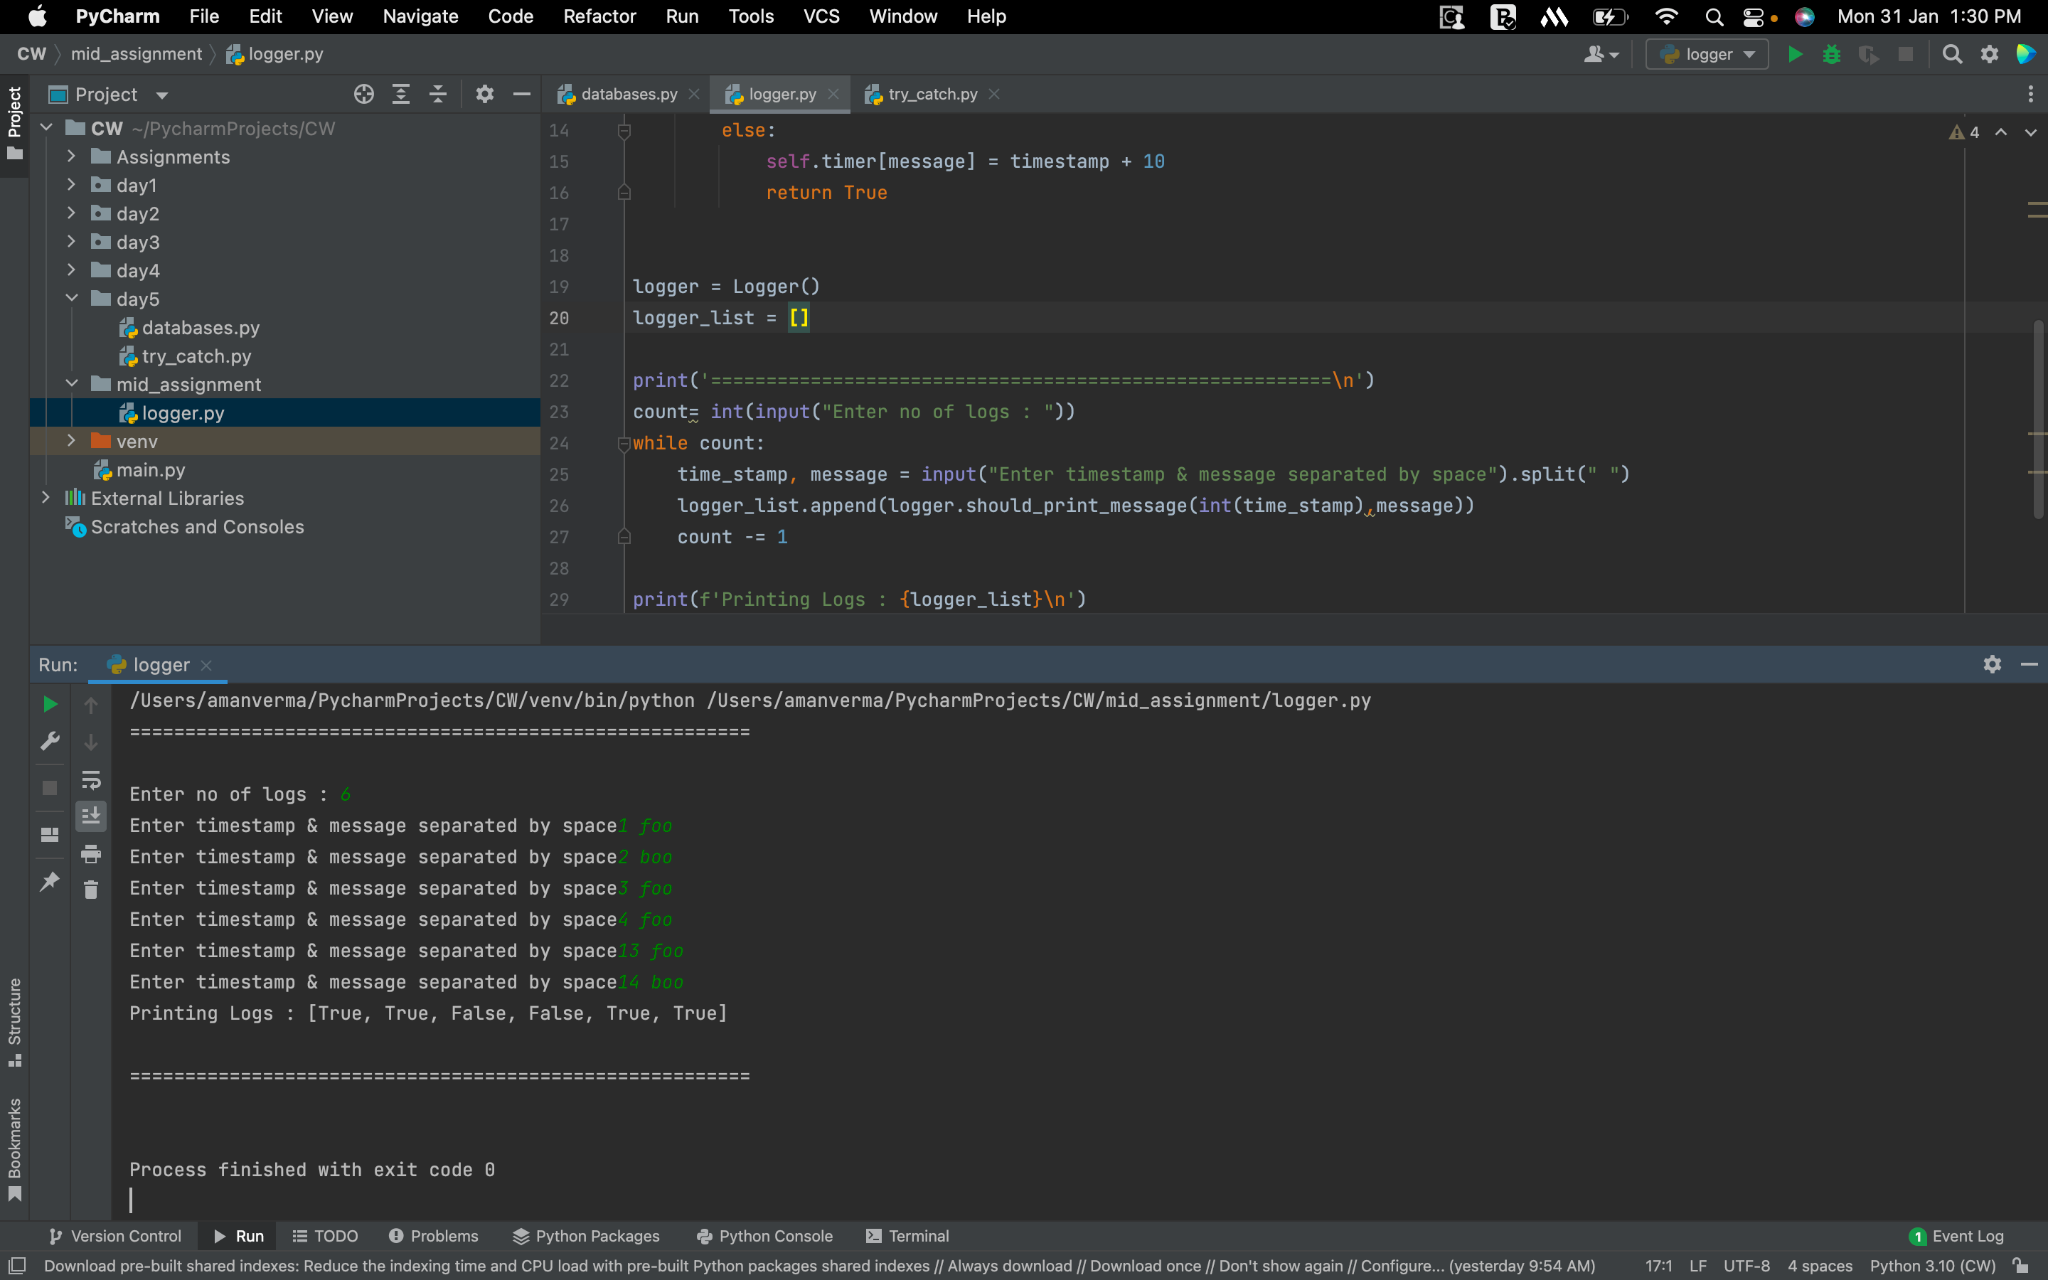 PyCharm File Edit View Navigate Code Refactor Run Tools VCS Window Help Mon 31 Jan 1:30 PM
CW mid_assignment logger.py logger
Project databases.py logger.py try_catch.py
Project
CW ~/PycharmProjects/CW
Assignments
day1
day2
day3
day4
day5
databases.py
try_catch.py
mid_assignment
logger.py
venv
main.py
External Libraries
Scratches and Consoles
4
14 else:
15 self.timer[message] = timestamp + 10
16 return True
17
18
19 logger = Logger()
20 logger_list = []
21
22 print('========================================================\n')
23 count= int(input("Enter no of logs : "))
24 while count:
25 time_stamp, message = input("Enter timestamp & message separated by space").split(" ")
26 logger_list.append(logger.should_print_message(int(time_stamp),message))
27 count -= 1
28
29 print(f'Printing Logs : {logger_list}\n')
Run: logger
/Users/amanverma/PycharmProjects/CW/venv/bin/python /Users/amanverma/PycharmProjects/CW/mid_assignment/logger.py
========================================================
Enter no of logs : 6
Enter timestamp & message separated by space1 foo
Enter timestamp & message separated by space2 boo
Enter timestamp & message separated by space3 foo
Enter timestamp & message separated by space4 foo
Enter timestamp & message separated by space13 foo
Enter timestamp & message separated by space14 boo
Printing Logs : [True, True, False, False, True, True]
========================================================
Process finished with exit code 0
Structure
Bookmarks
Version Control Run TODO Problems Python Packages Python Console Terminal 1 Event Log
Download pre-built shared indexes: Reduce the indexing time and CPU load with pre-built Python packages shared indexes // Always download // Download once // Don't show again // Configure... (yesterday 9:54 AM) 17:1 LF UTF-8 4 spaces Python 3.10 (CW)